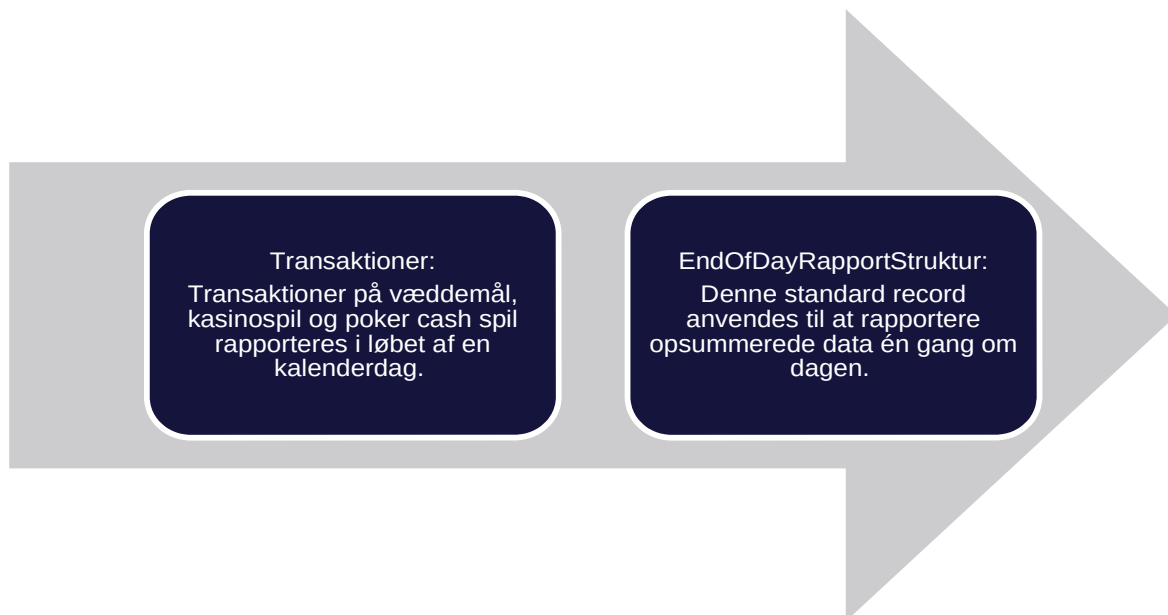 Transaktioner:
Transaktioner på væddemål,
kasinospil og poker cash spil
rapporteres i løbet af en
kalenderdag.
EndOfDayRapportStruktur:
Denne standard record
anvendes til at rapportere
opsummerede data én gang om
dagen.